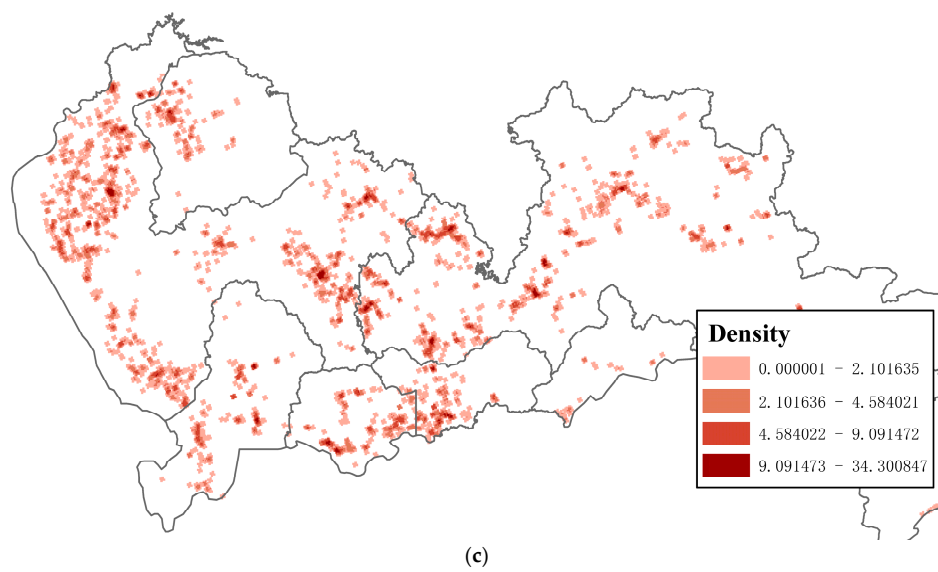 Density
0.000001 - 2.101635
2.101636 - 4.584021
4.584022 - 9.091472
9.091473 - 34.300847
(c)